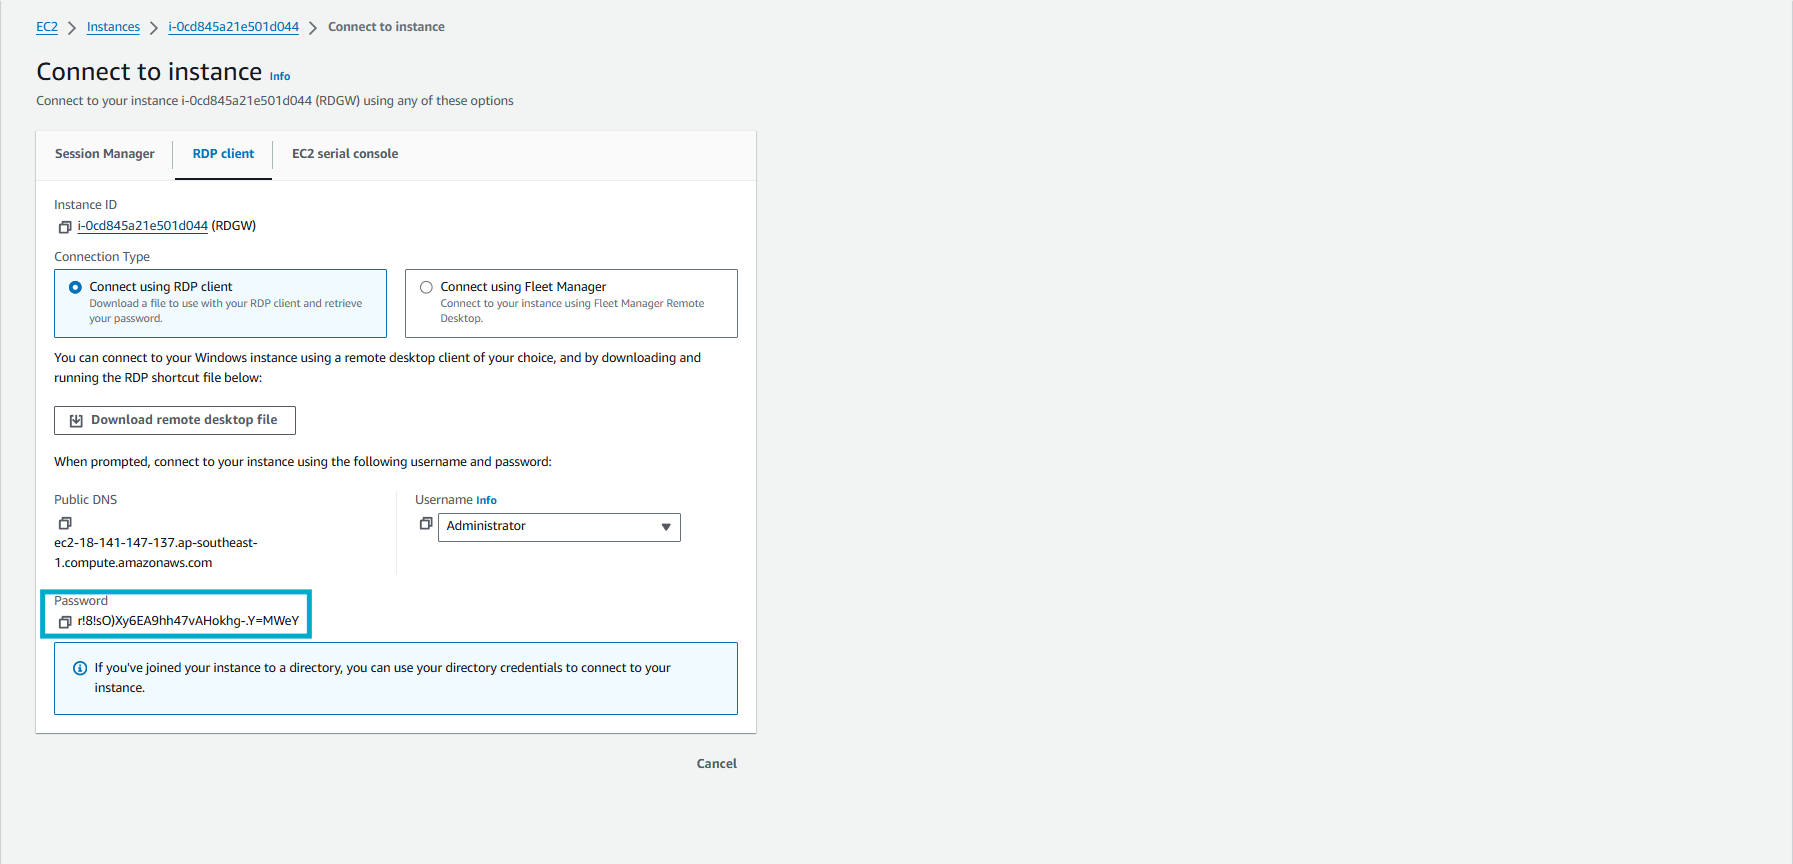 EC2 > Instances > i-0cd845a21e501d044 > Connect to instance
Connect to instance Info
Connect to your instance i-0cd845a21e501d044 (RDGW) using any of these options
Session Manager RDP client EC2 serial console
Instance ID
i-0cd845a21e501d044 (RDGW)
Connection Type
Connect using RDP client
Download a file to use with your RDP client and retrieve
your password.
Connect using Fleet Manager
Connect to your instance using Fleet Manager Remote
Desktop.
You can connect to your Windows instance using a remote desktop client of your choice, and by downloading and
running the RDP shortcut file below:
Download remote desktop file
When prompted, connect to your instance using the following username and password:
Public DNS
ec2-18-141-147-137.ap-southeast-
1.compute.amazonaws.com
Username Info
Administrator
Password
r!8!sO)Xy6EA9hh47vAHokhg-.Y=MWeY
If you've joined your instance to a directory, you can use your directory credentials to connect to your
instance.
Cancel